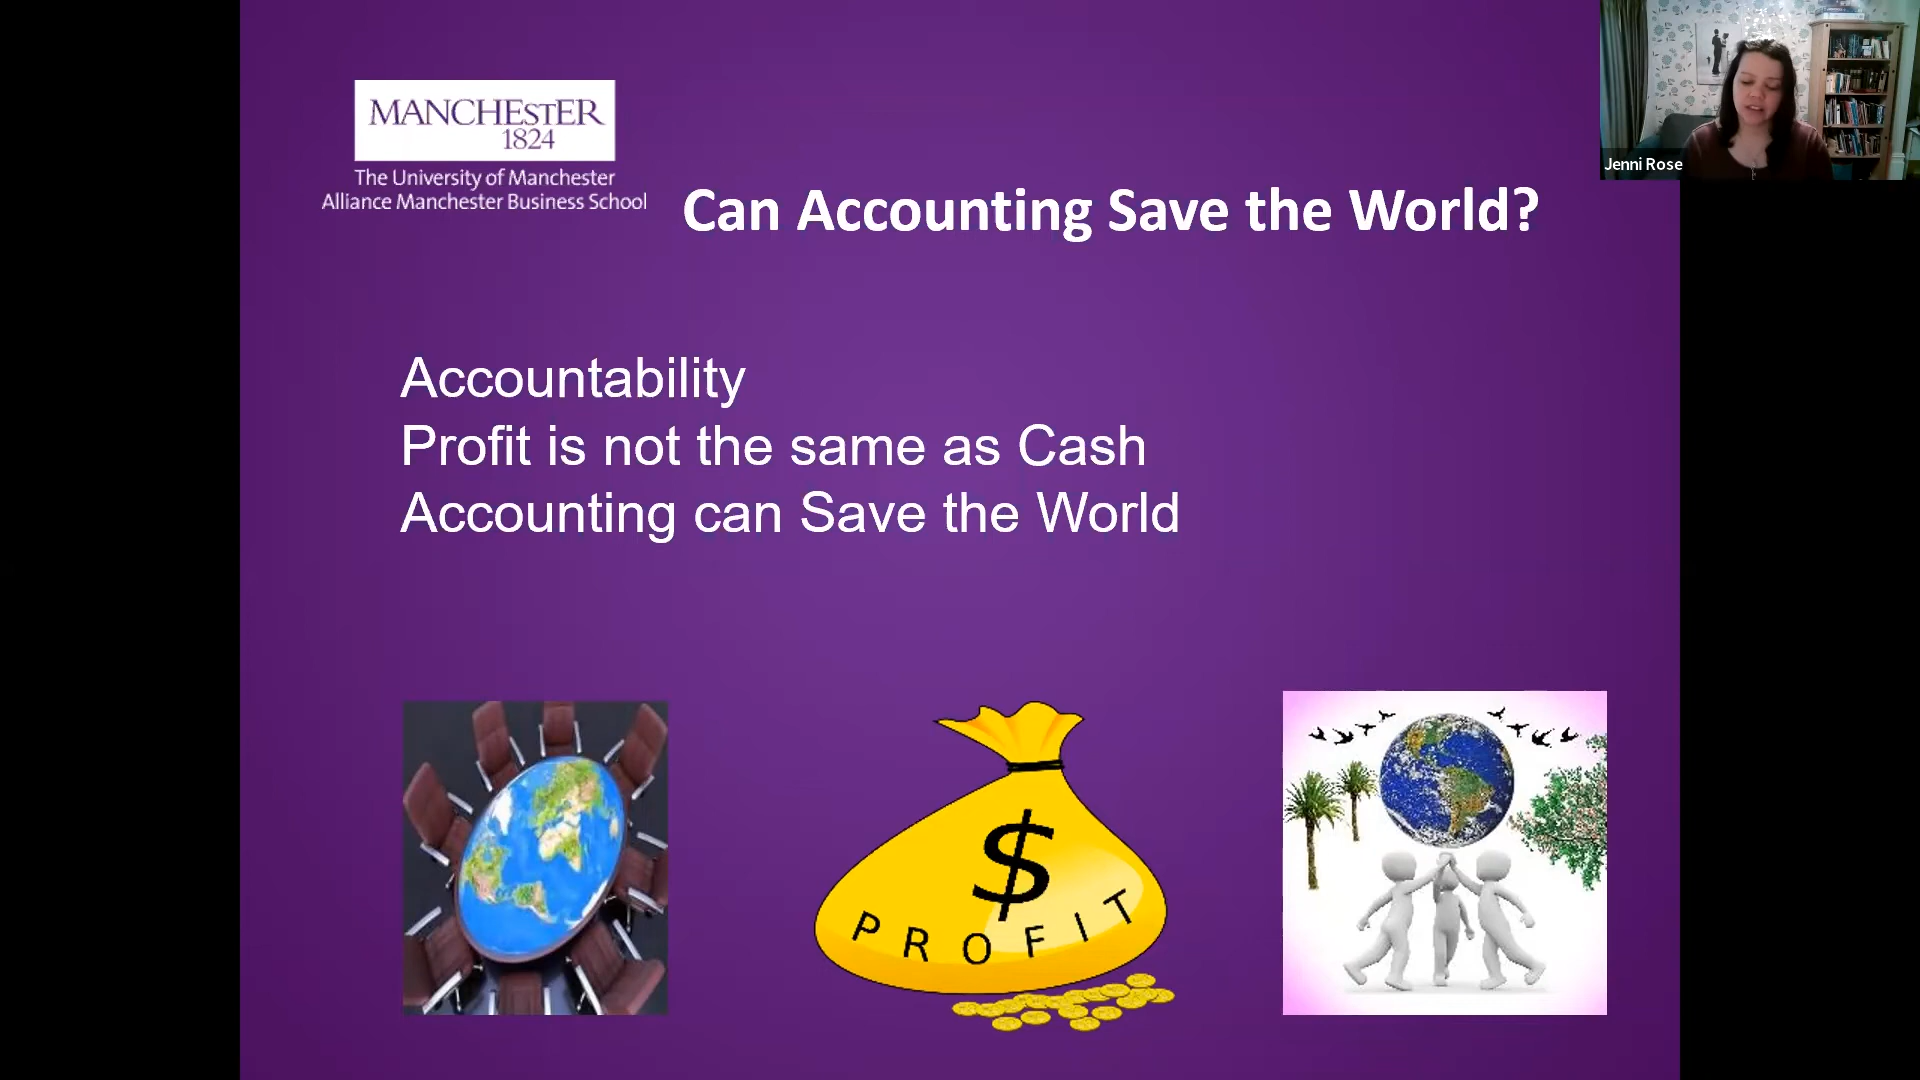 MANCHEstER
1824
The University of Manchester
Alliance Manchester Business School
Can Accounting Save the World?
Jenni Rose
Accountability
Profit is not the same as Cash
Accounting can Save the World
$
PROFIT